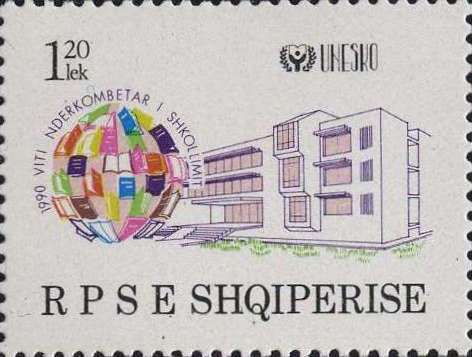 1.20
lek
UNESKO
1990 VITI NDERKOMBETAR I SHKOLLIMIT
R P S E SHQIPERISE